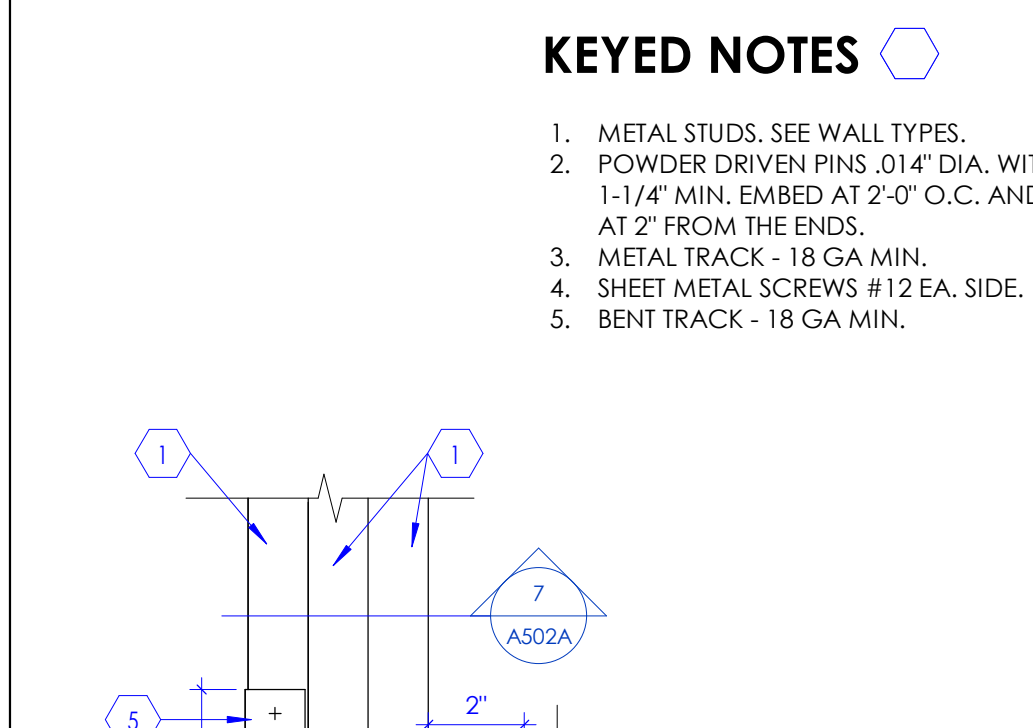 KEYED NOTES
1. METAL STUDS. SEE WALL TYPES.
2. POWDER DRIVEN PINS .014" DIA.
1-1/4" MIN. EMBED AT 2'-0" O.C. AND
AT 2" FROM THE ENDS.
3. METAL TRACK - 18 GA MIN.
4. SHEET METAL SCREWS #12 EA. SIDE.
5. BENT TRACK - 18 GA MIN.
1
1
7
A502A
5
2"